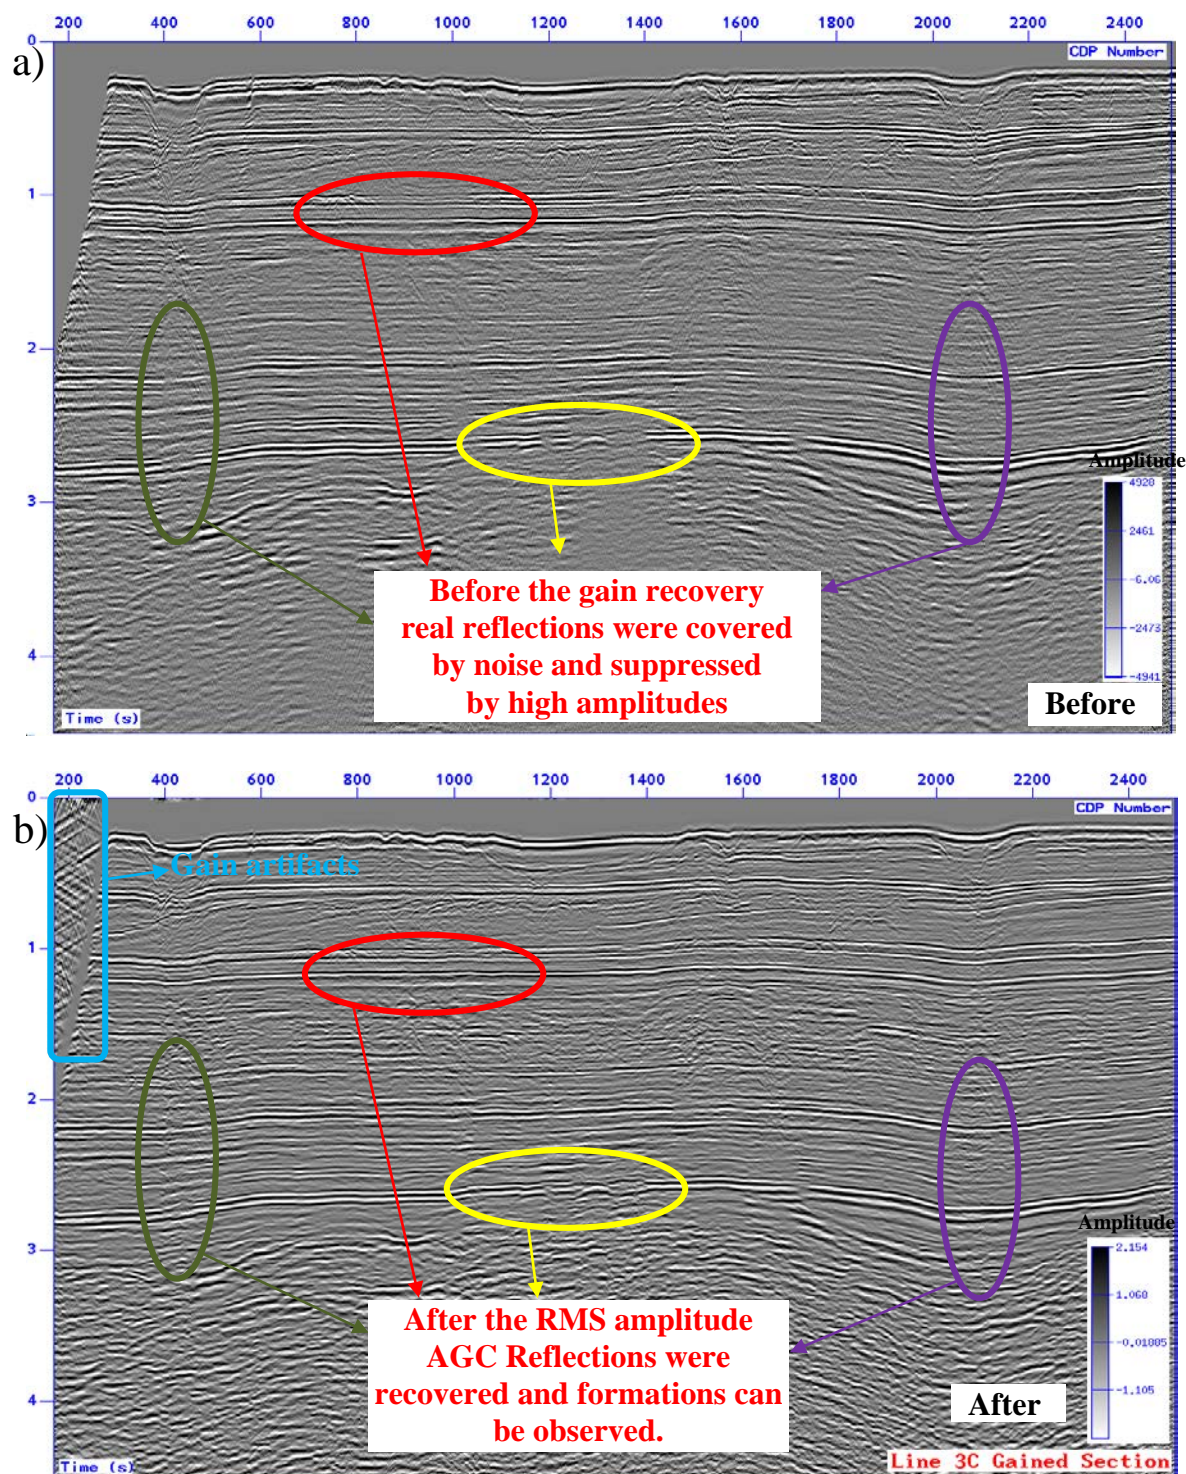 200 400 600 800 1000 1200 1400 1600 1800 2000 2200 2400
0
CDP Number
a)
1
2
3
4
Amplitude
4928
2461
-6.06
-2473
-4941
Before the gain recovery
real reflections were covered
by noise and suppressed
by high amplitudes
Before
Time (s)
200 400 600 800 1000 1200 1400 1600 1800 2000 2200 2400
0
CDP Number
b)
Gain artifacts
1
2
3
4
Amplitude
2.154
1.060
-0.01885
-1.105
After the RMS amplitude
AGC Reflections were
recovered and formations can
be observed.
After
Time (s)
Line 3C Gained Section